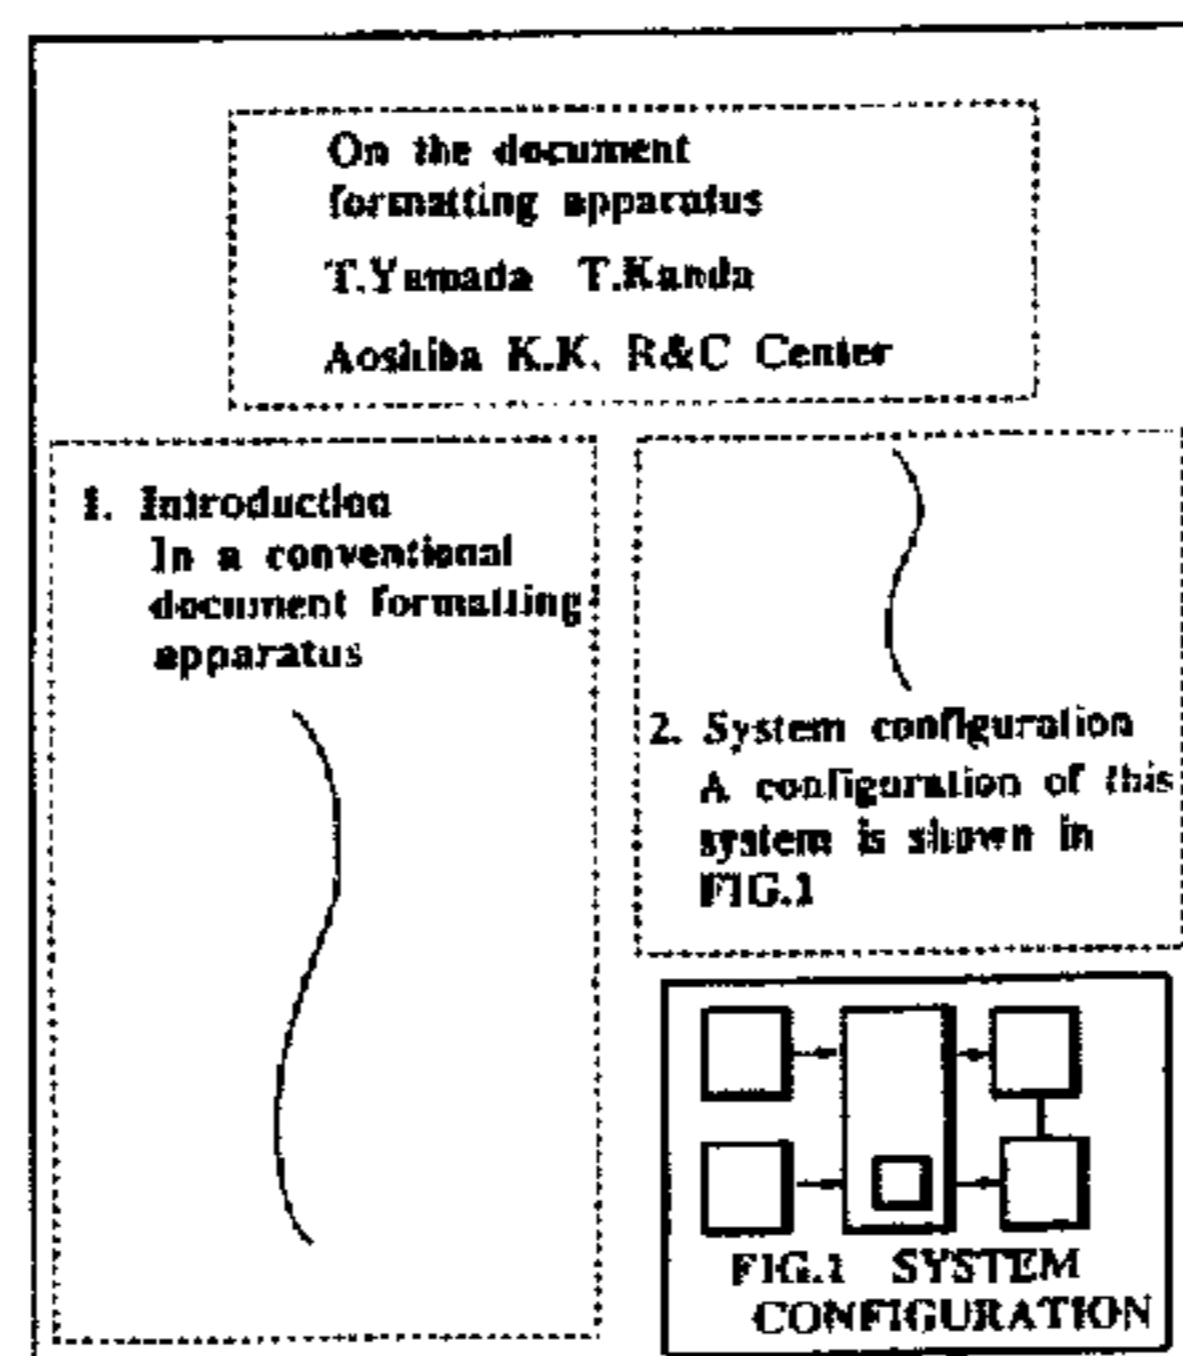 On the document
formatting apparatus
T.Yamada T.Kanda
Aoshiba K.K. R&C Center
1. Introduction
In a conventional
document formatting
apparatus
2. System configuration
A configuration of this
system is shown in
FIG.1
FIG.1 SYSTEM
CONFIGURATION